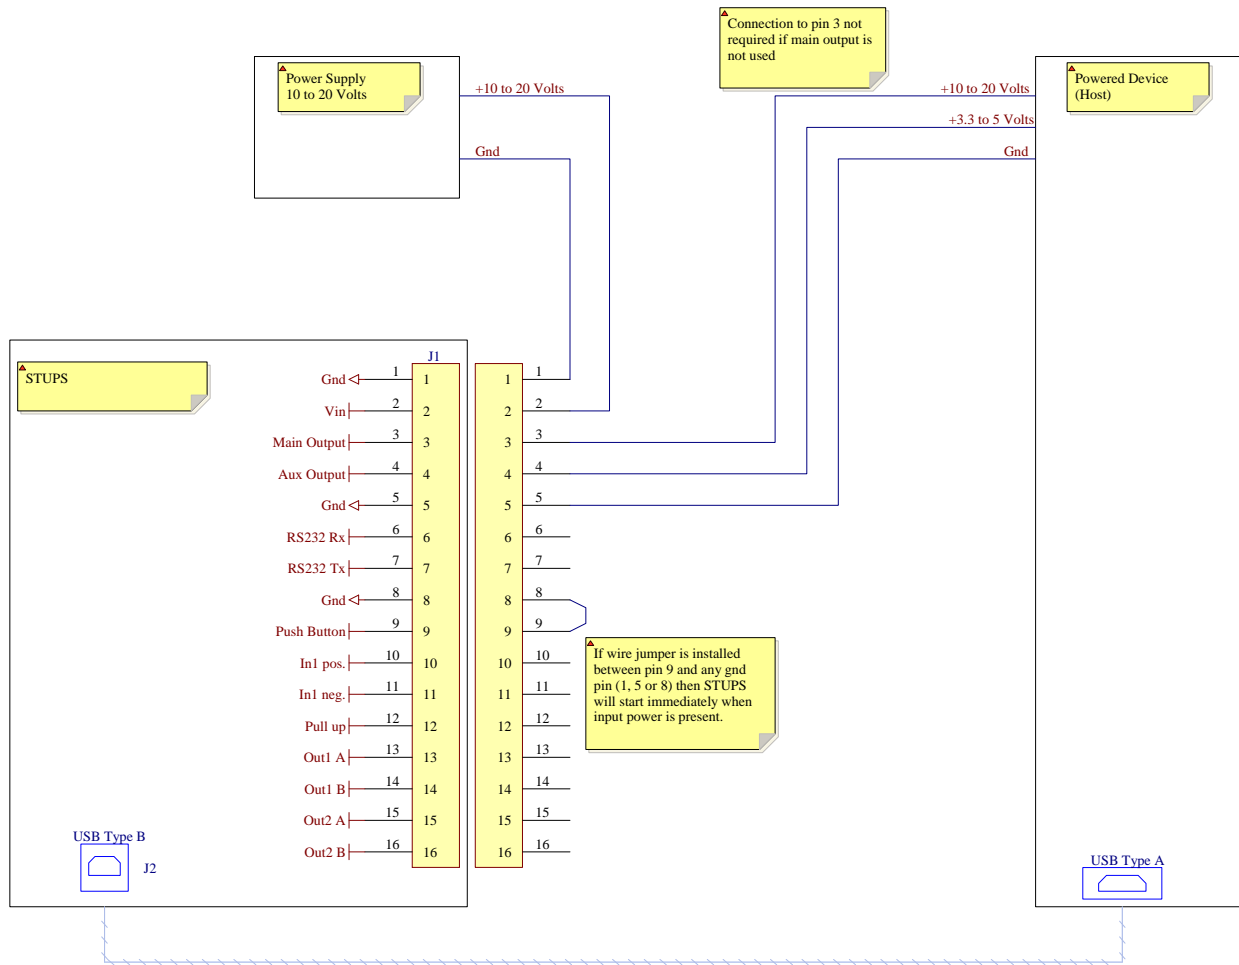 Connection to pin 3 not
required if main output is
not used
Power Supply
10 to 20 Volts
+10 to 20 Volts
Gnd
+10 to 20 Volts
+3.3 to 5 Volts
Gnd
Powered Device
(Host)
STUPS
J1
Gnd 1 1 1 1
Vin 2 2 2 2
Main Output 3 3 3 3
Aux Output 4 4 4 4
Gnd 5 5 5 5
RS232 Rx 6 6 6 6
RS232 Tx 7 7 7 7
Gnd 8 8 8 8
Push Button 9 9 9 9
In1 pos. 10 10 10 10
In1 neg. 11 11 11 11
Pull up 12 12 12 12
Out1 A 13 13 13 13
Out1 B 14 14 14 14
Out2 A 15 15 15 15
Out2 B 16 16 16 16
If wire jumper is installed
between pin 9 and any gnd
pin (1, 5 or 8) then STUPS
will start immediately when
input power is present.
USB Type B
J2
USB Type A